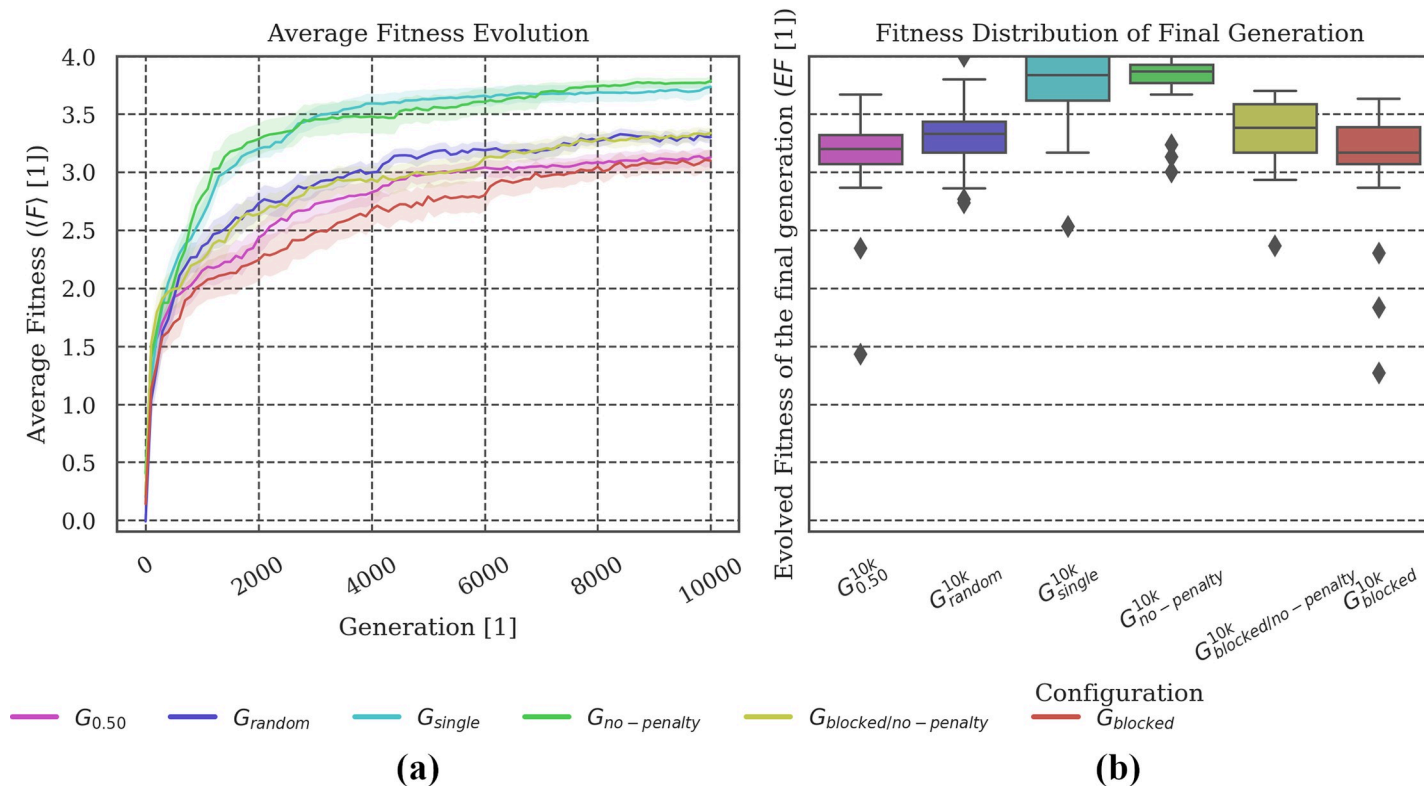 Average Fitness Evolution
Average Fitness (⟨F⟩ [1])
4.0
3.5
3.0
2.5
2.0
1.5
1.0
0.5
0.0
0
2000
4000
6000
8000
10000
Generation [1]
Fitness Distribution of Final Generation
Evolved Fitness of the final generation (EF [1])
G^{10k}_{0.50}
G^{10k}_{random}
G^{10k}_{single}
G^{10k}_{no−penalty}
G^{10k}_{blocked/no−penalty}
G^{10k}_{blocked}
Configuration
G_{0.50} G_{random} G_{single} G_{no−penalty} G_{blocked/no−penalty} G_{blocked}
(a) (b)